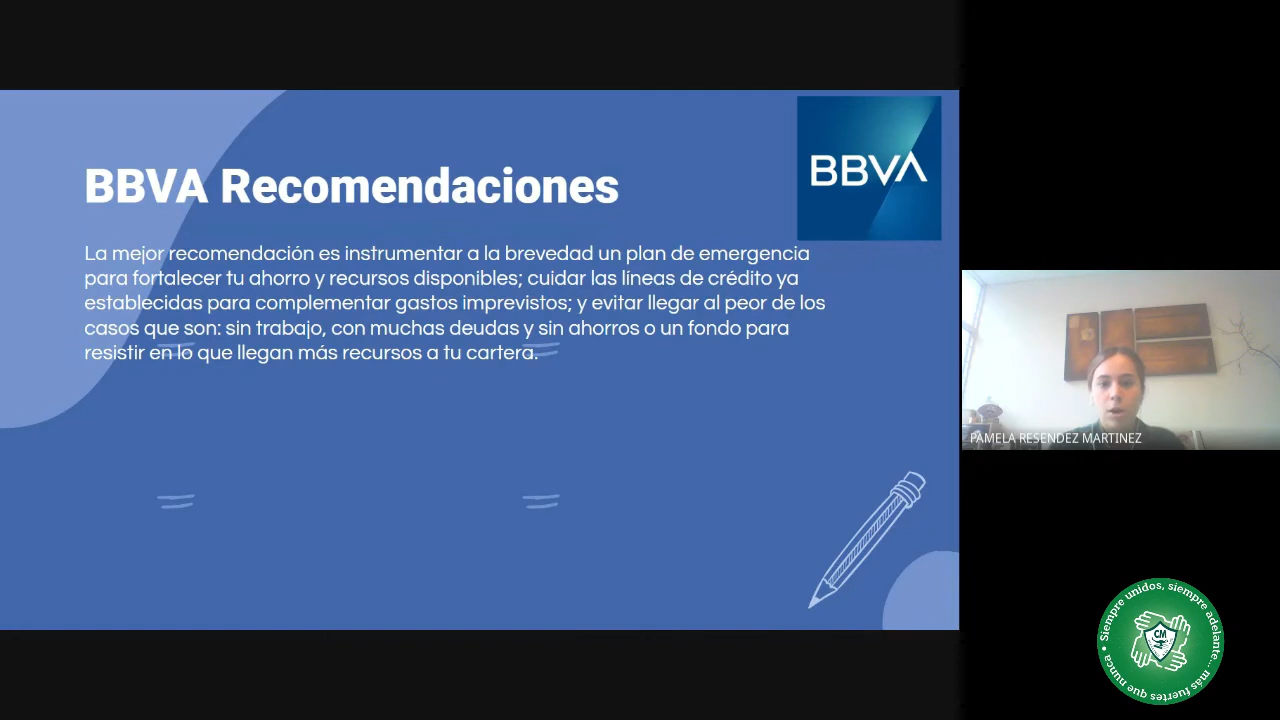 BBVA Recomendaciones
BBVA
La mejor recomendación es instrumentar a la brevedad un plan de emergencia
para fortalecer tu ahorro y recursos disponibles; cuidar las líneas de crédito ya
establecidas para complementar gastos imprevistos; y evitar llegar al peor de los
casos que son: sin trabajo, con muchas deudas y sin ahorros o un fondo para
resistir en lo que llegan más recursos a tu cartera.
PAMELA RESENDEZ MARTINEZ
Siempre unidos, siempre adelante... más fuertes que nunca •
CM